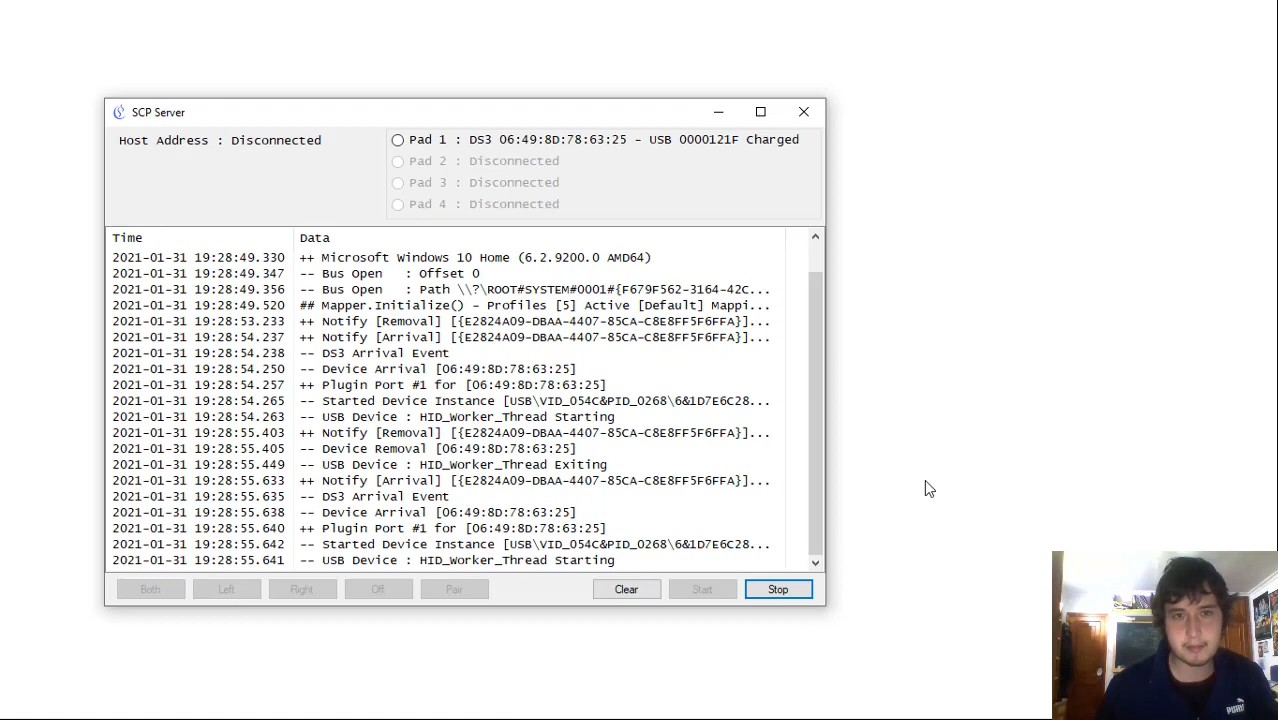 SCP Server
Host Address : Disconnected
Pad 1 : DS3 06:49:8D:78:63:25 - USB 0000121F Charged
Pad 2 : Disconnected
Pad 3 : Disconnected
Pad 4 : Disconnected
Time Data
2021-01-31 19:28:49.330 ++ Microsoft Windows 10 Home (6.2.9200.0 AMD64)
2021-01-31 19:28:49.347 -- Bus Open : Offset 0
2021-01-31 19:28:49.356 -- Bus Open : Path \\?\ROOT#SYSTEM#0001#{F679F562-3164-42C...
2021-01-31 19:28:49.520 ## Mapper.Initialize() - Profiles [5] Active [Default] Mappi...
2021-01-31 19:28:53.233 ++ Notify [Removal] [{E2824A09-DBAA-4407-85CA-C8E8FF5F6FFA}]...
2021-01-31 19:28:54.237 ++ Notify [Arrival] [{E2824A09-DBAA-4407-85CA-C8E8FF5F6FFA}]...
2021-01-31 19:28:54.238 -- DS3 Arrival Event
2021-01-31 19:28:54.250 -- Device Arrival [06:49:8D:78:63:25]
2021-01-31 19:28:54.257 ++ Plugin Port #1 for [06:49:8D:78:63:25]
2021-01-31 19:28:54.265 -- Started Device Instance [USB\VID_054C&PID_0268\6&1D7E6C28...
2021-01-31 19:28:54.263 -- USB Device : HID_Worker_Thread Starting
2021-01-31 19:28:55.403 ++ Notify [Removal] [{E2824A09-DBAA-4407-85CA-C8E8FF5F6FFA}]...
2021-01-31 19:28:55.405 -- Device Removal [06:49:8D:78:63:25]
2021-01-31 19:28:55.449 -- USB Device : HID_Worker_Thread Exiting
2021-01-31 19:28:55.633 ++ Notify [Arrival] [{E2824A09-DBAA-4407-85CA-C8E8FF5F6FFA}]...
2021-01-31 19:28:55.635 -- DS3 Arrival Event
2021-01-31 19:28:55.638 -- Device Arrival [06:49:8D:78:63:25]
2021-01-31 19:28:55.640 ++ Plugin Port #1 for [06:49:8D:78:63:25]
2021-01-31 19:28:55.642 -- Started Device Instance [USB\VID_054C&PID_0268\6&1D7E6C28...
2021-01-31 19:28:55.641 -- USB Device : HID_Worker_Thread Starting
Both Left Right Off Pair Clear Start Stop
PUMA